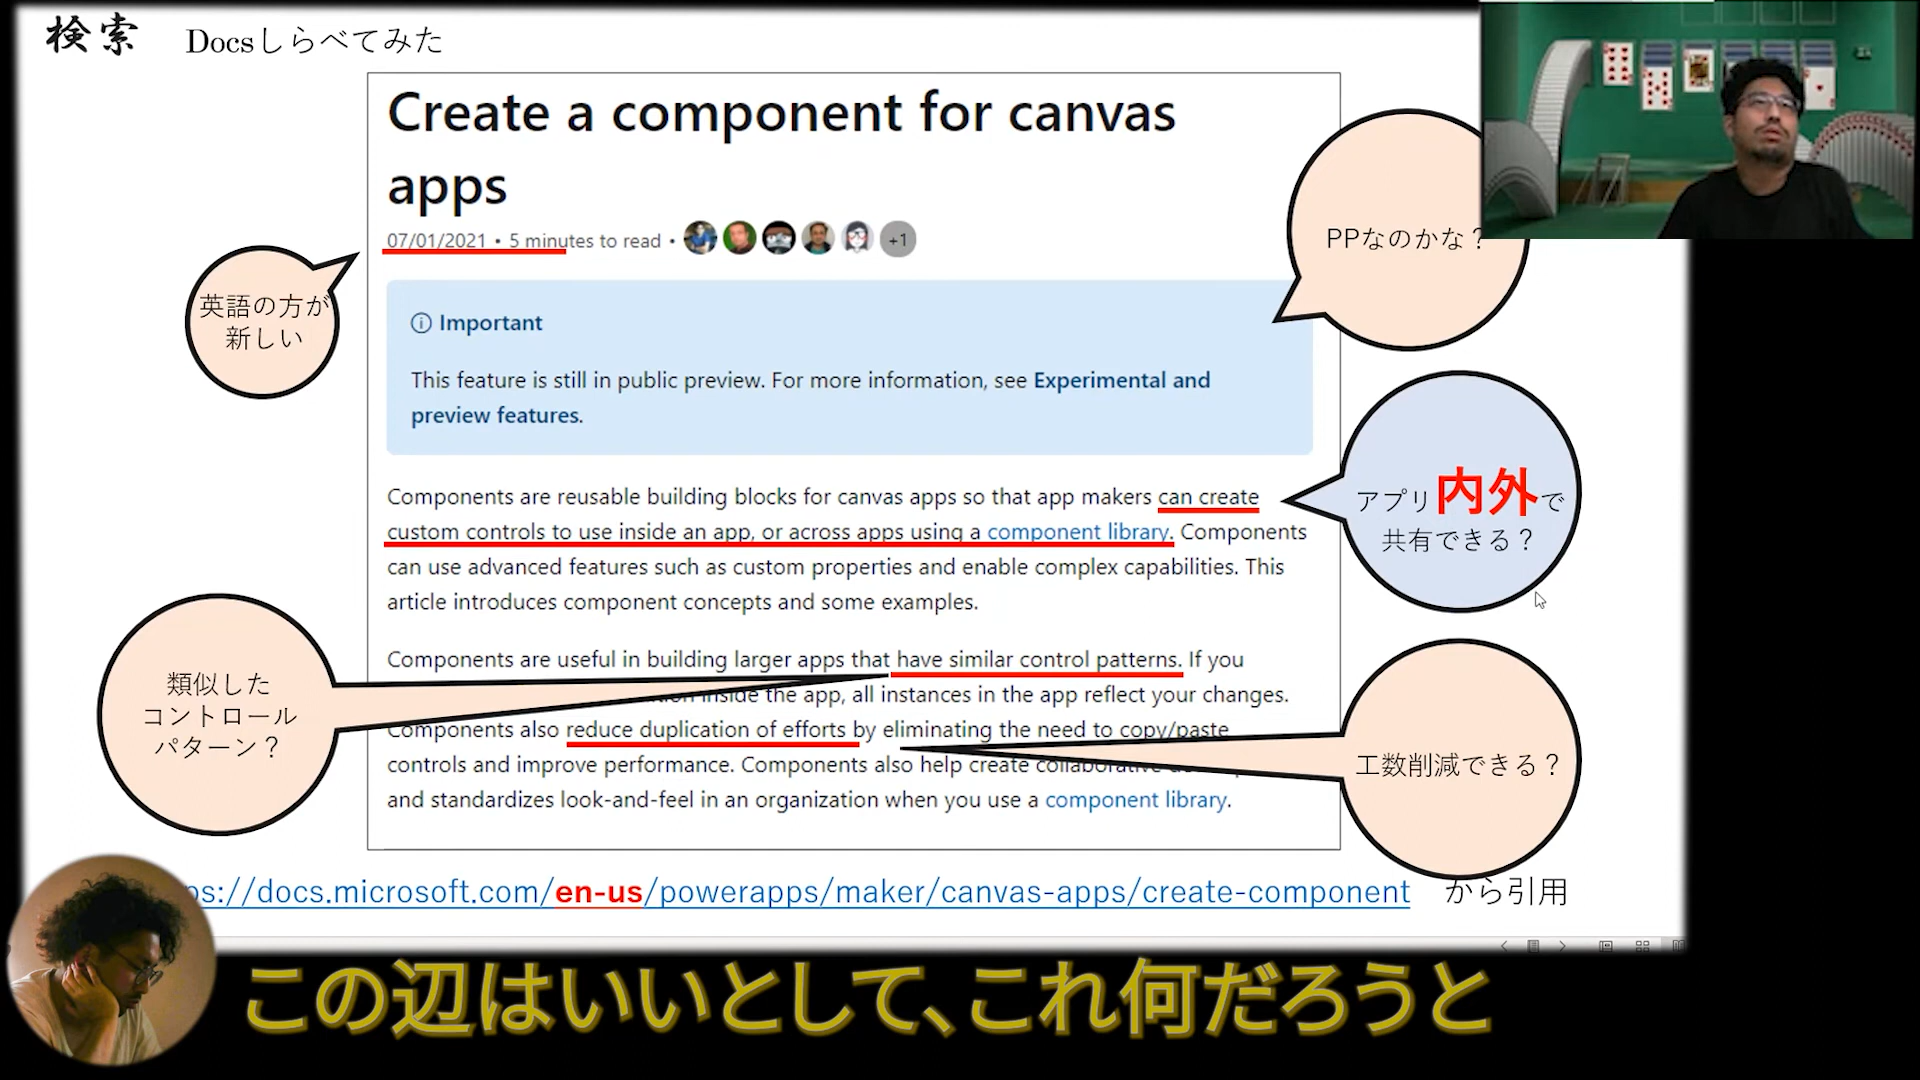 検索 Docsしらべてみた
Create a component for canvas
apps
07/01/2021 • 5 minutes to read •
+1
PPなのかな？
英語の方が
新しい
Important
This feature is still in public preview. For more information, see Experimental and
preview features.
アプリ内外で
共有できる？
Components are reusable building blocks for canvas apps so that app makers can create
custom controls to use inside an app, or across apps using a component library. Components
can use advanced features such as custom properties and enable complex capabilities. This
article introduces component concepts and some examples.
類似した
コントロール
パターン？
Components are useful in building larger apps that have similar control patterns. If you
inside the app, all instances in the app reflect your changes.
Components also reduce duplication of efforts by eliminating the need to copy/paste
controls and improve performance. Components also help create collaborative
and standardizes look-and-feel in an organization when you use a component library.
工数削減できる？
ps://docs.microsoft.com/en-us/powerapps/maker/canvas-apps/create-component から引用
この辺はいいとして、これ何だろうと